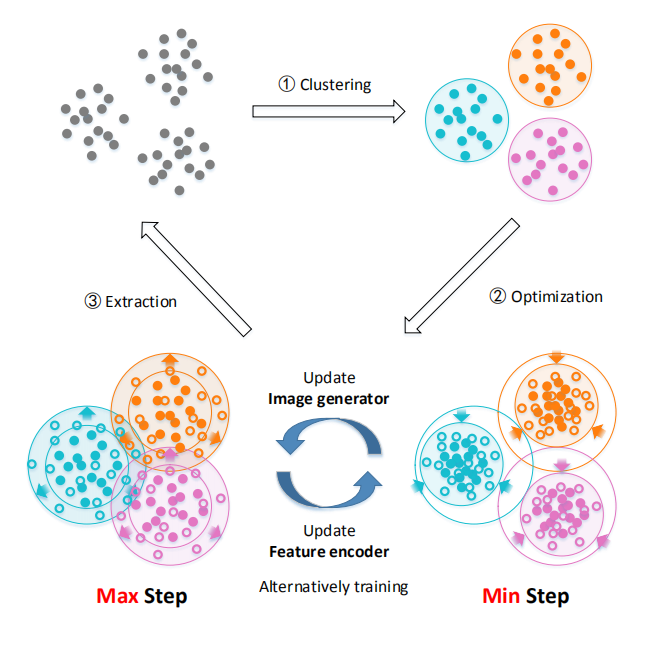 ① Clustering
③ Extraction
② Optimization
Update
Image generator
Update
Feature encoder
Alternatively training
Max Step
Min Step